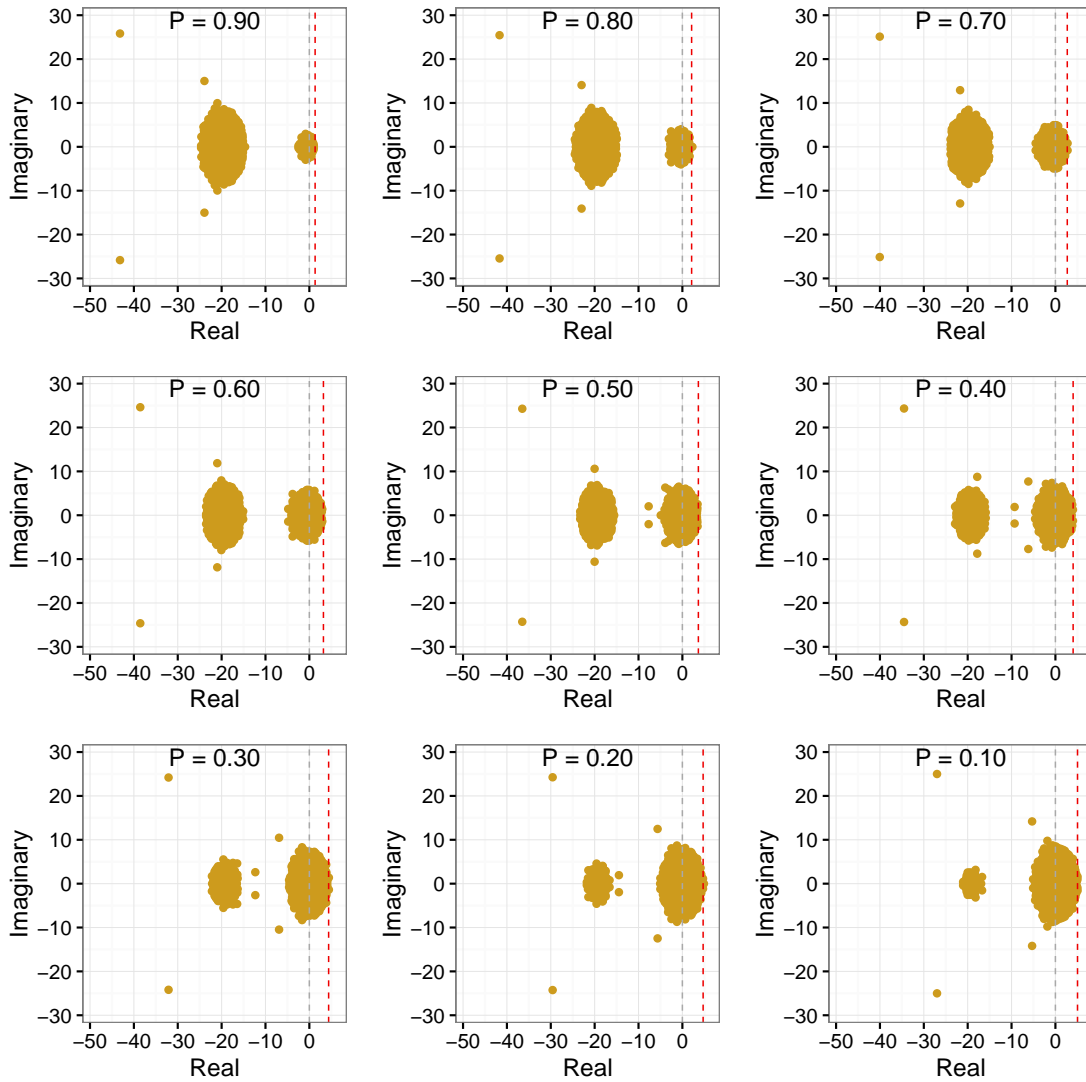 P = 0.90
Imaginary
30
20
10
0
−10
−20
−30
−50 −40 −30 −20 −10 0
Real
P = 0.80
Imaginary
30
20
10
0
−10
−20
−30
−50 −40 −30 −20 −10 0
Real
P = 0.70
Imaginary
30
20
10
0
−10
−20
−30
−50 −40 −30 −20 −10 0
Real
P = 0.60
Imaginary
30
20
10
0
−10
−20
−30
−50 −40 −30 −20 −10 0
Real
P = 0.50
Imaginary
30
20
10
0
−10
−20
−30
−50 −40 −30 −20 −10 0
Real
P = 0.40
Imaginary
30
20
10
0
−10
−20
−30
−50 −40 −30 −20 −10 0
Real
P = 0.30
Imaginary
30
20
10
0
−10
−20
−30
−50 −40 −30 −20 −10 0
Real
P = 0.20
Imaginary
30
20
10
0
−10
−20
−30
−50 −40 −30 −20 −10 0
Real
P = 0.10
Imaginary
30
20
10
0
−10
−20
−30
−50 −40 −30 −20 −10 0
Real